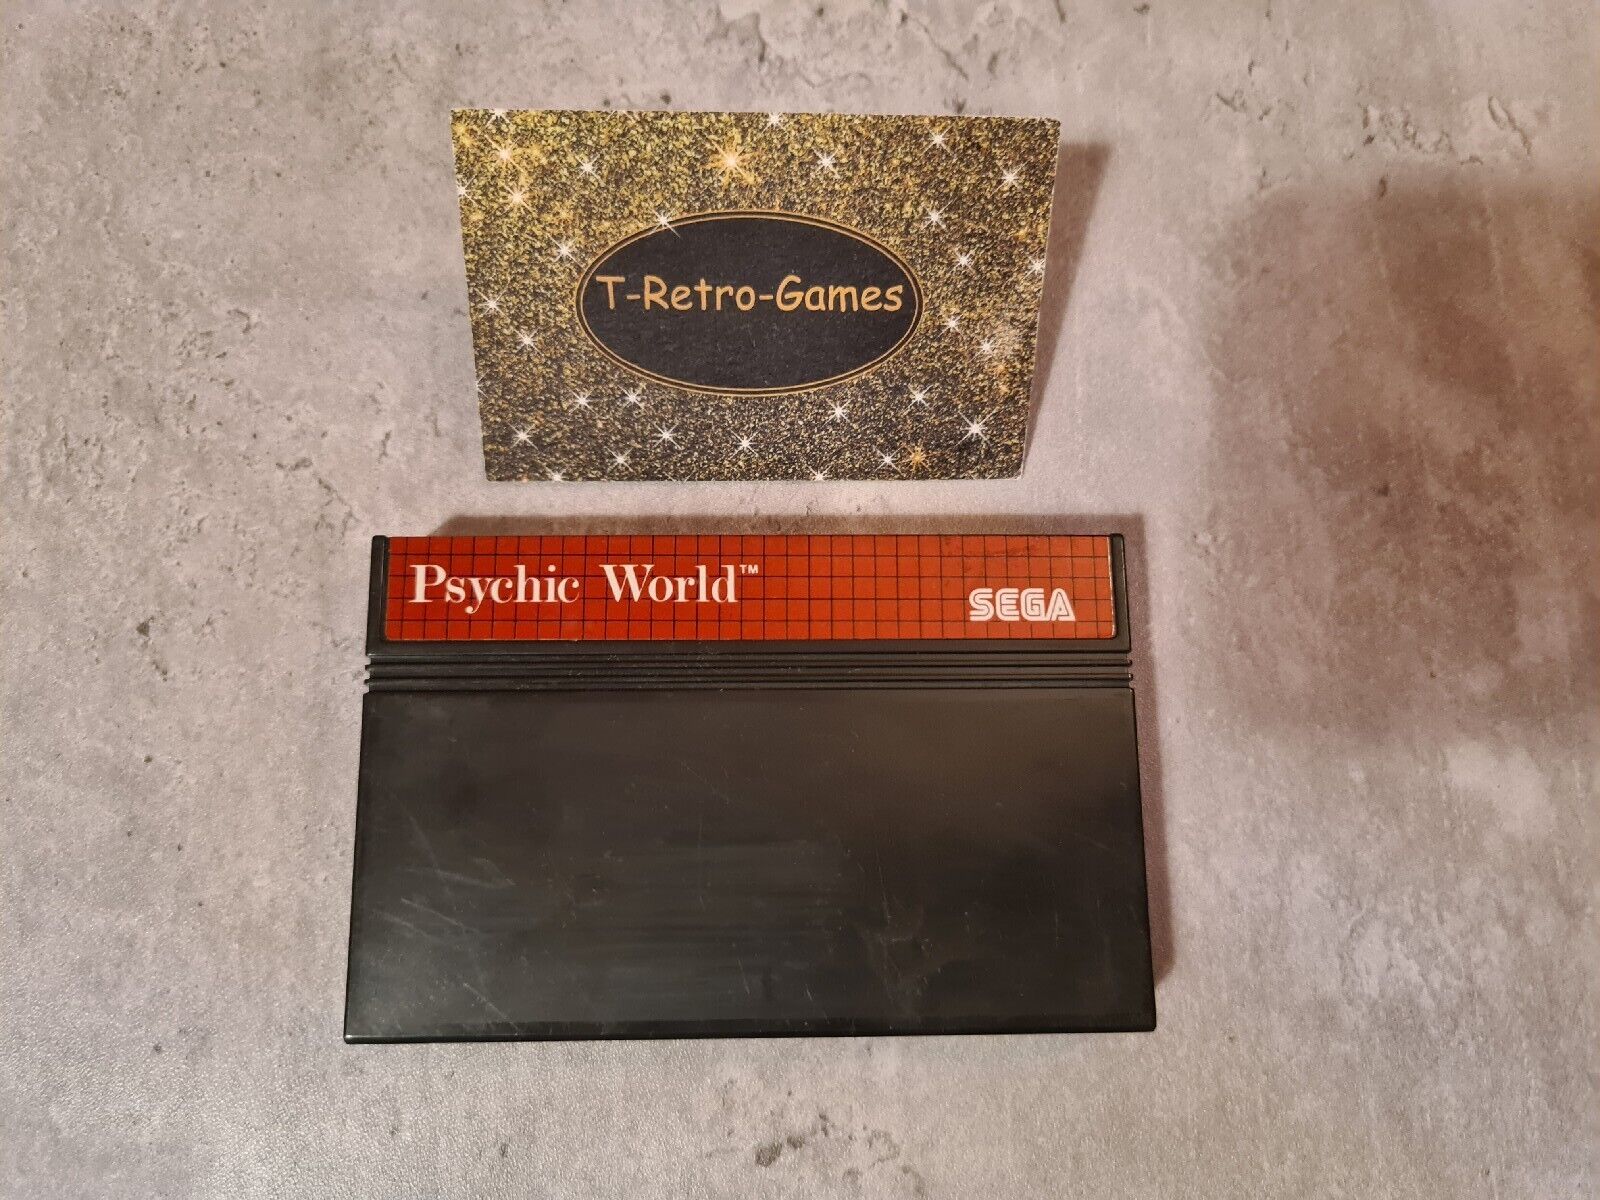 T-Retro-Games
Psychic World™
SEGA